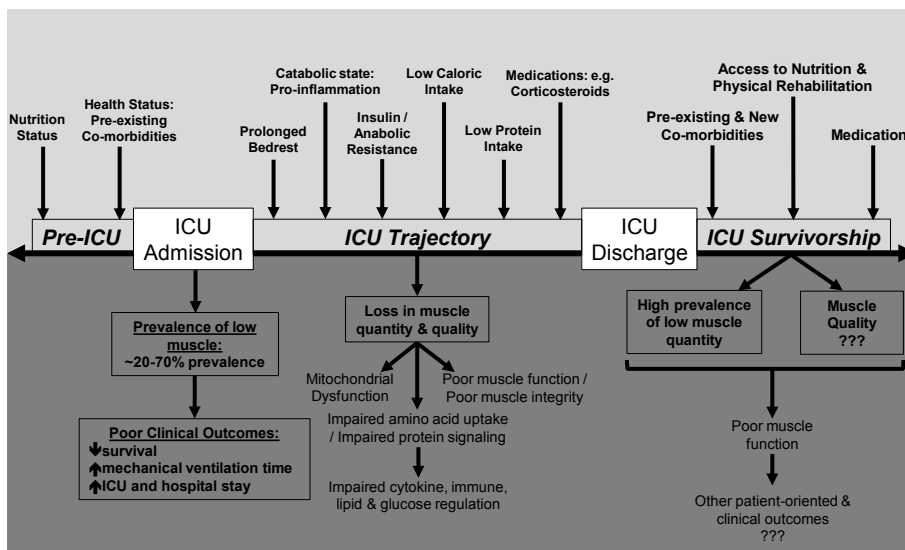 Nutrition
Status
Health Status:
Pre-existing
Co-morbidities
Prolonged
Bedrest
Catabolic state:
Pro-inflammation
Insulin /
Anabolic
Resistance
Low Caloric
Intake
Low Protein
Intake
Medications: e.g.
Corticosteroids
Pre-existing & New
Co-morbidities
Access to Nutrition &
Physical Rehabilitation
Medication
Pre-ICU
ICU
Admission
ICU Trajectory
ICU
Discharge
ICU Survivorship
Prevalence of low
muscle:
~20-70% prevalence
Poor Clinical Outcomes:
survival
mechanical ventilation time
ICU and hospital stay
Loss in muscle
quantity & quality
Mitochondrial
Dysfunction
Poor muscle function /
Poor muscle integrity
Impaired amino acid uptake
/ Impaired protein signaling
Impaired cytokine, immune,
lipid & glucose regulation
High prevalence
of low muscle
quantity
Muscle
Quality
???
Poor muscle
function
Other patient-oriented &
clinical outcomes
???